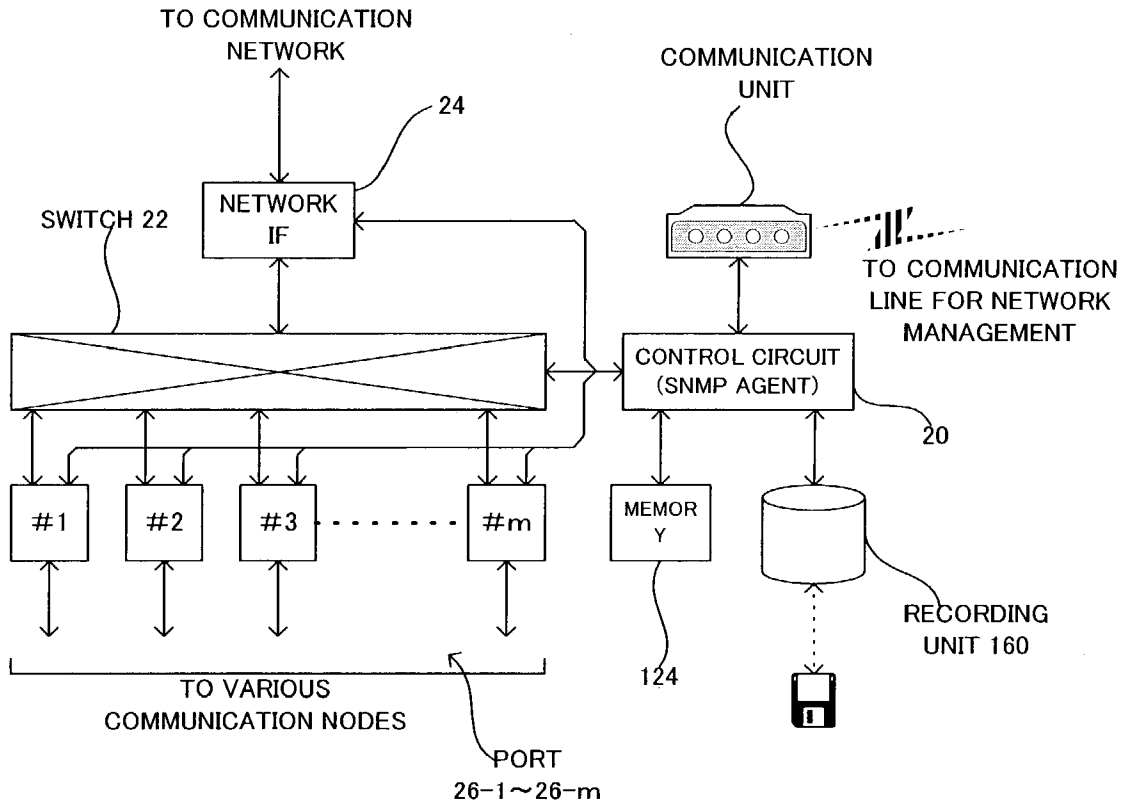 TO COMMUNICATION
NETWORK
24
NETWORK
IF
SWITCH 22
COMMUNICATION
UNIT
TO COMMUNICATION
LINE FOR NETWORK
MANAGEMENT
CONTROL CIRCUIT
(SNMP AGENT)
20
#1
#2
#3
#m
MEMOR
Y
124
RECORDING
UNIT 160
TO VARIOUS
COMMUNICATION NODES
PORT
26-1～26-m